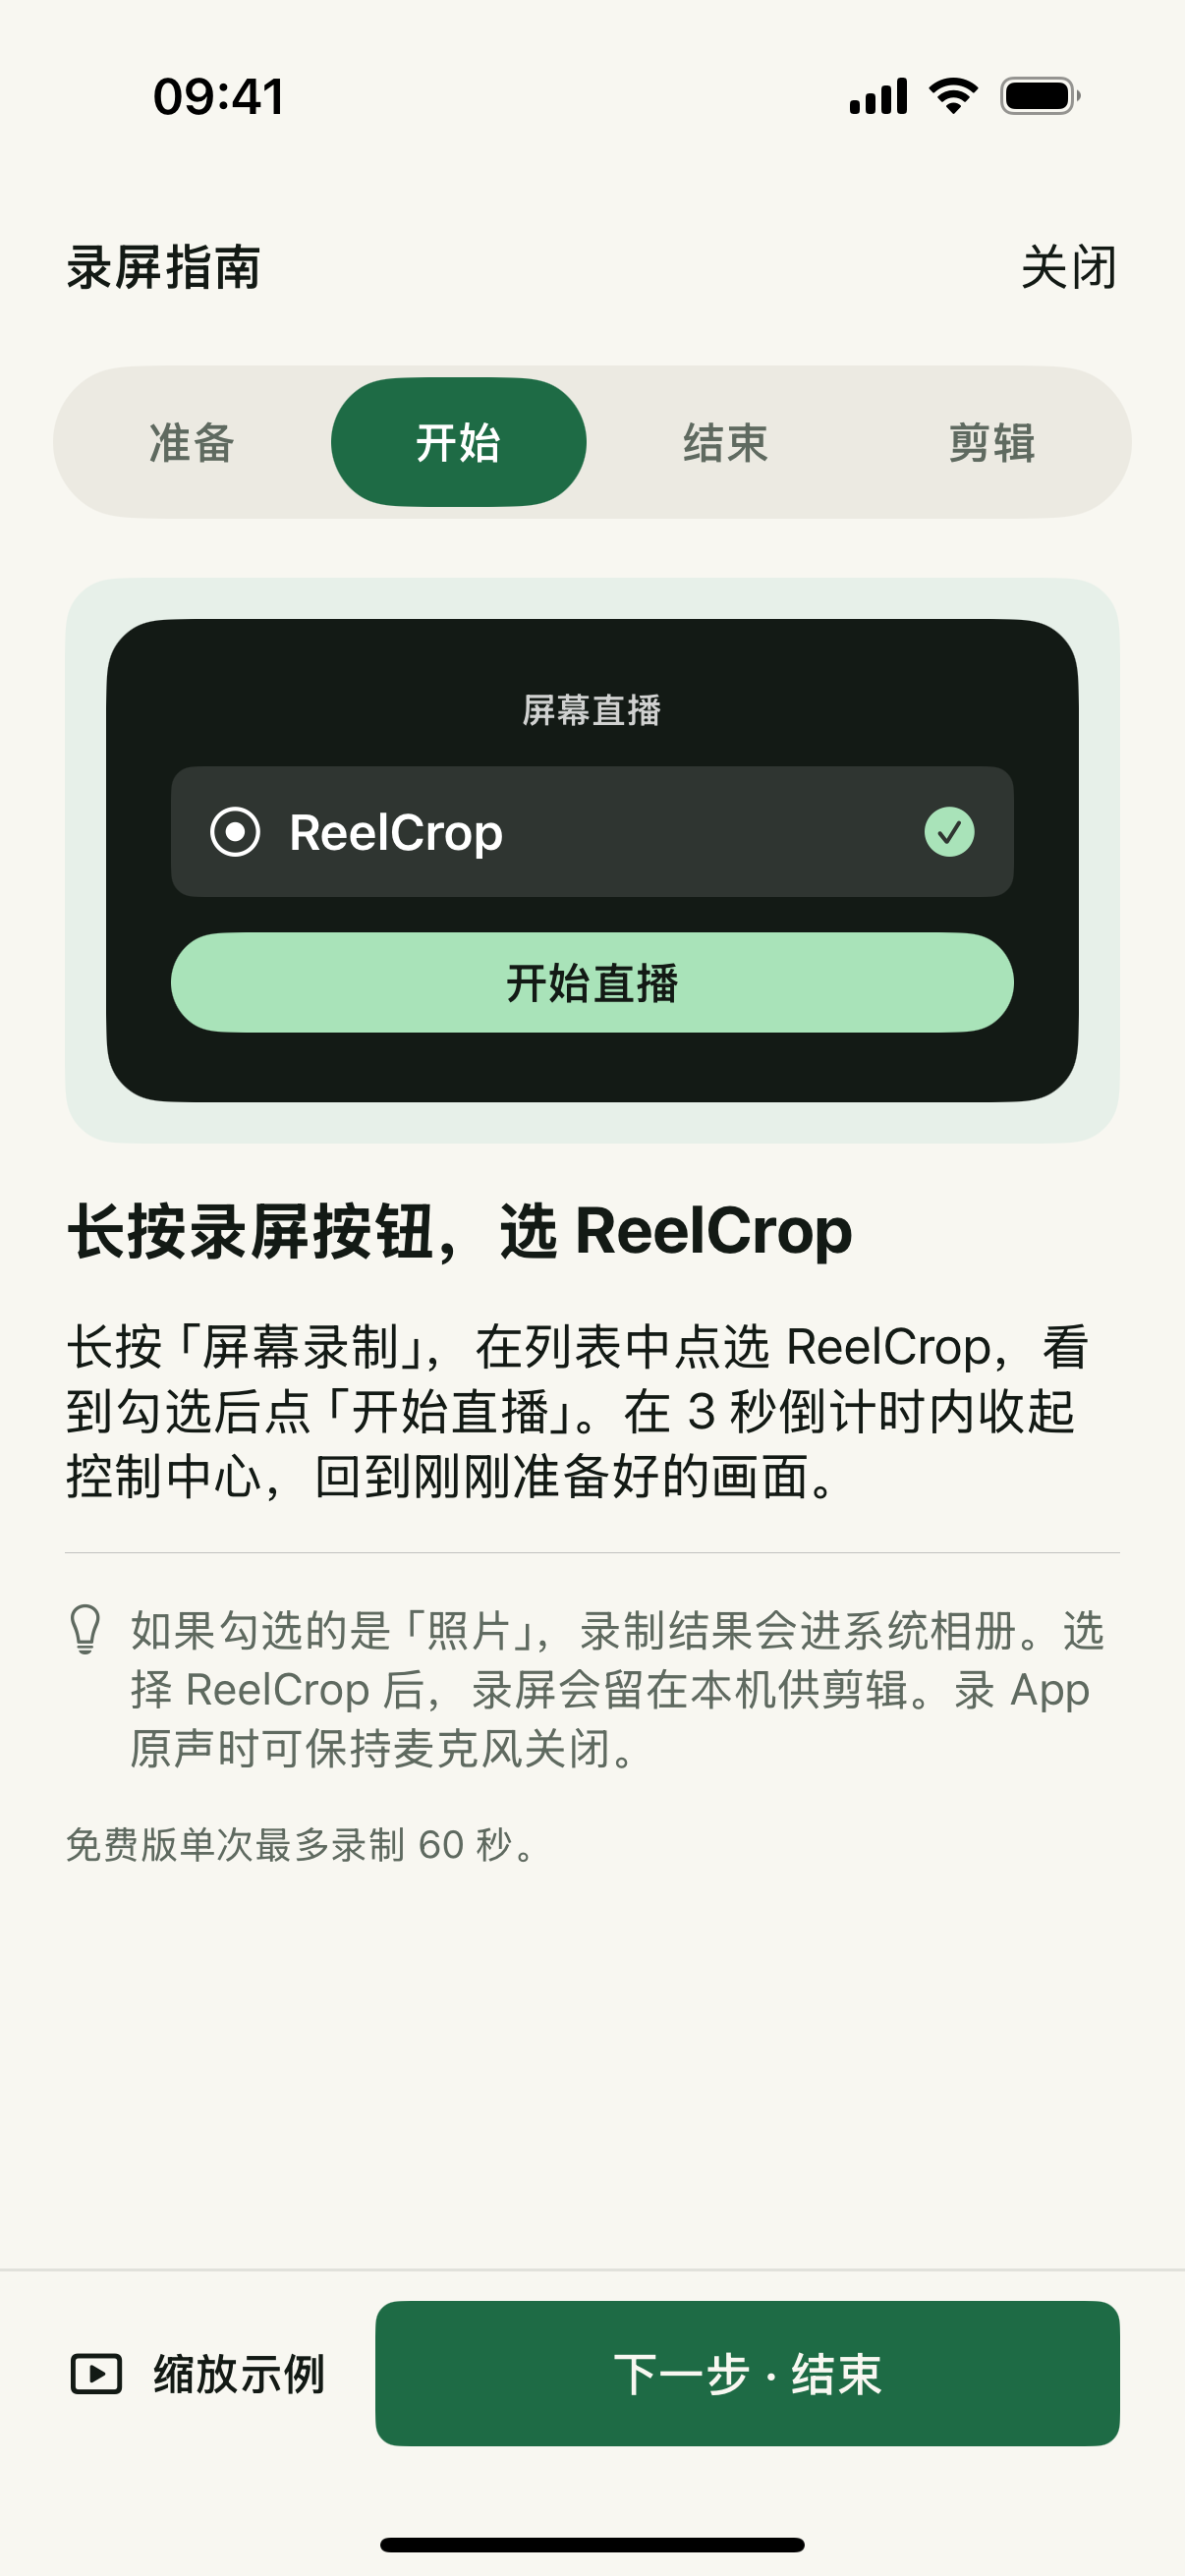 09:41
录屏指南
关闭
准备
开始
结束
剪辑
屏幕直播
ReelCrop
开始直播
长按录屏按钮，选 ReelCrop
长按「屏幕录制」，在列表中点选 ReelCrop，看
到勾选后点「开始直播」。在 3 秒倒计时内收起
控制中心，回到刚刚准备好的画面。
如果勾选的是「照片」，录制结果会进系统相册。选
择 ReelCrop 后，录屏会留在本机供剪辑。录 App
原声时可保持麦克风关闭。
免费版单次最多录制 60 秒。
缩放示例
下一步 · 结束